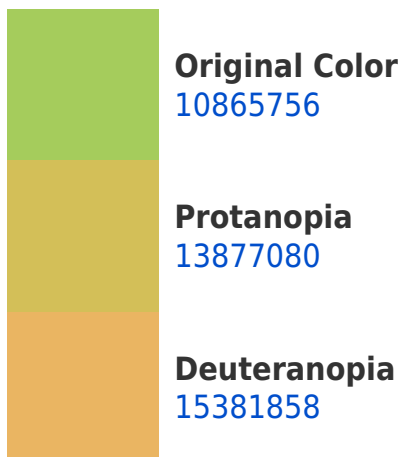 Original Color
10865756
Protanopia
13877080
Deuteranopia
15381858